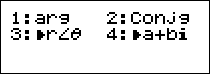 1:arg 2:Conjg
3:▶r∠θ 4:▶a+bi